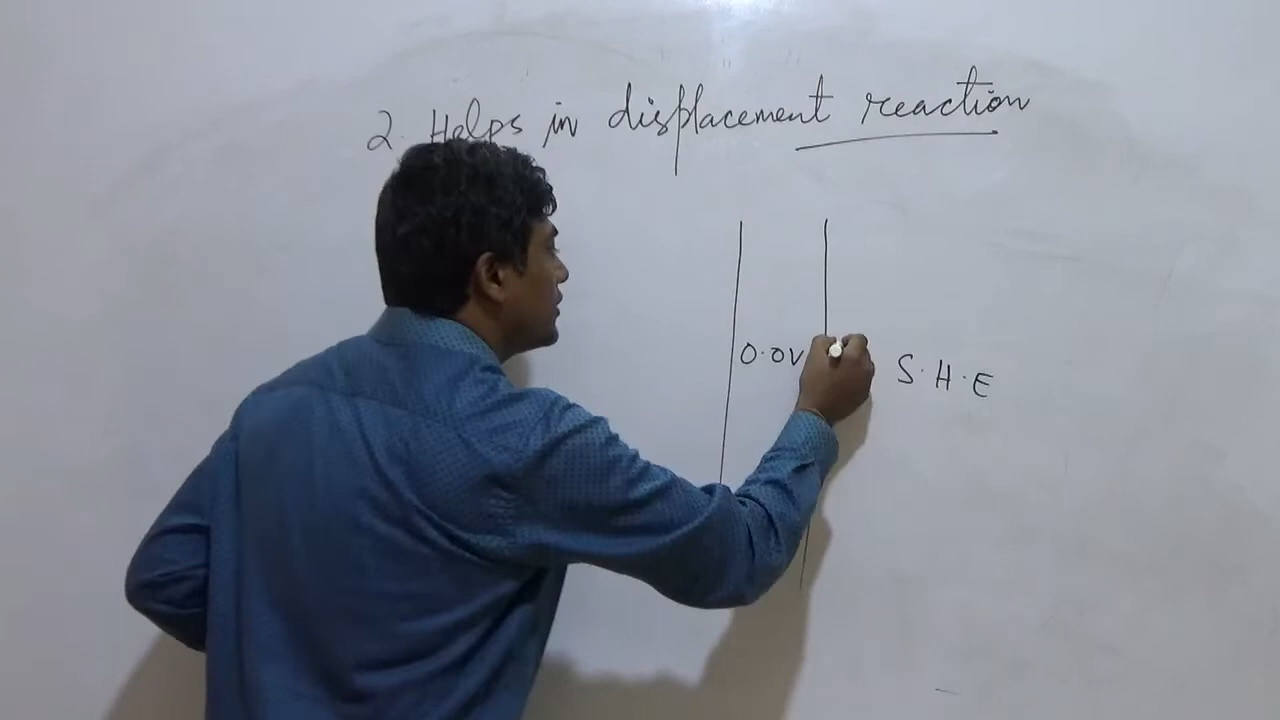 2. Helps in displacement reaction
0.0V S.H.E